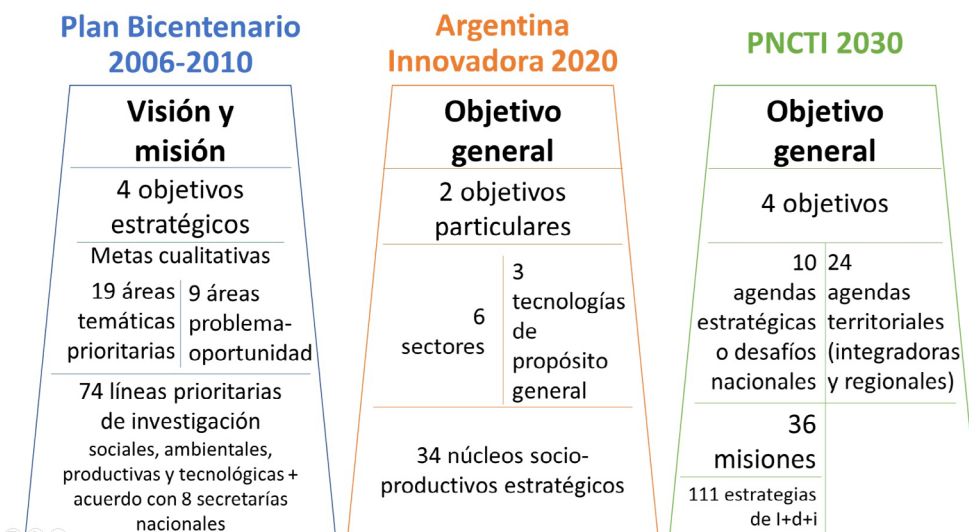 Plan Bicentenario
2006-2010
Visión y
misión
4 objetivos
estratégicos
Metas cualitativas
19 áreas
temáticas
prioritarias
9 áreas
problema-
oportunidad
74 líneas prioritarias
de investigación
sociales, ambientales,
productivas y tecnológicas +
acuerdo con 8 secretarías
nacionales
Argentina
Innovadora 2020
Objetivo
general
2 objetivos
particulares
6
sectores
3
tecnologías
de
propósito
general
34 núcleos socio-
productivos estratégicos
PNCTI 2030
Objetivo
general
4 objetivos
10
agendas
estratégicas
o desafíos
nacionales
24
agendas
territoriales
(integradoras
y regionales)
36
misiones
111 estrategias
de I+d+i